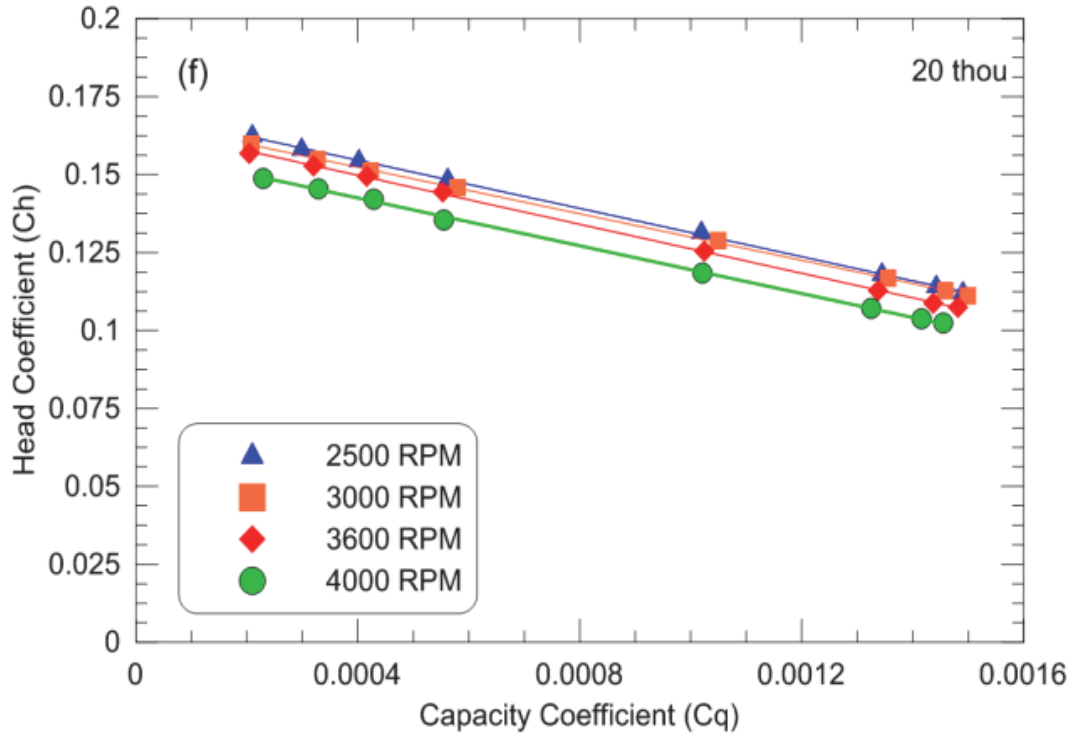 0.2
(f)
20 thou
0.175
0.15
0.125
0.1
0.075
0.05
0.025
0
Head Coefficient (Ch)
2500 RPM
3000 RPM
3600 RPM
4000 RPM
0
0.0004
0.0008
0.0012
0.0016
Capacity Coefficient (Cq)